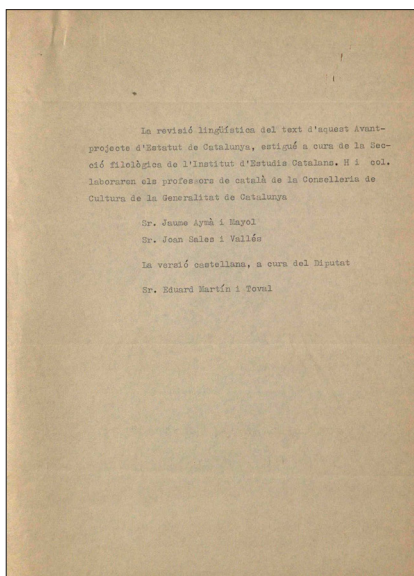 La revisió lingüística del text d'aquest Avant-
projecte d'Estatut de Catalunya, estigué a cura de la Sec-
ció filològica de l'Institut d'Estudis Catalans. H i col.
laboraren els professors de català de la Conselleria de
Cultura de la Generalitat de Catalunya
Sr. Jaume Aymà i Mayol
Sr. Joan Sales i Vallés
La versió castellana, a cura del Diputat
Sr. Eduard Martín i Toval